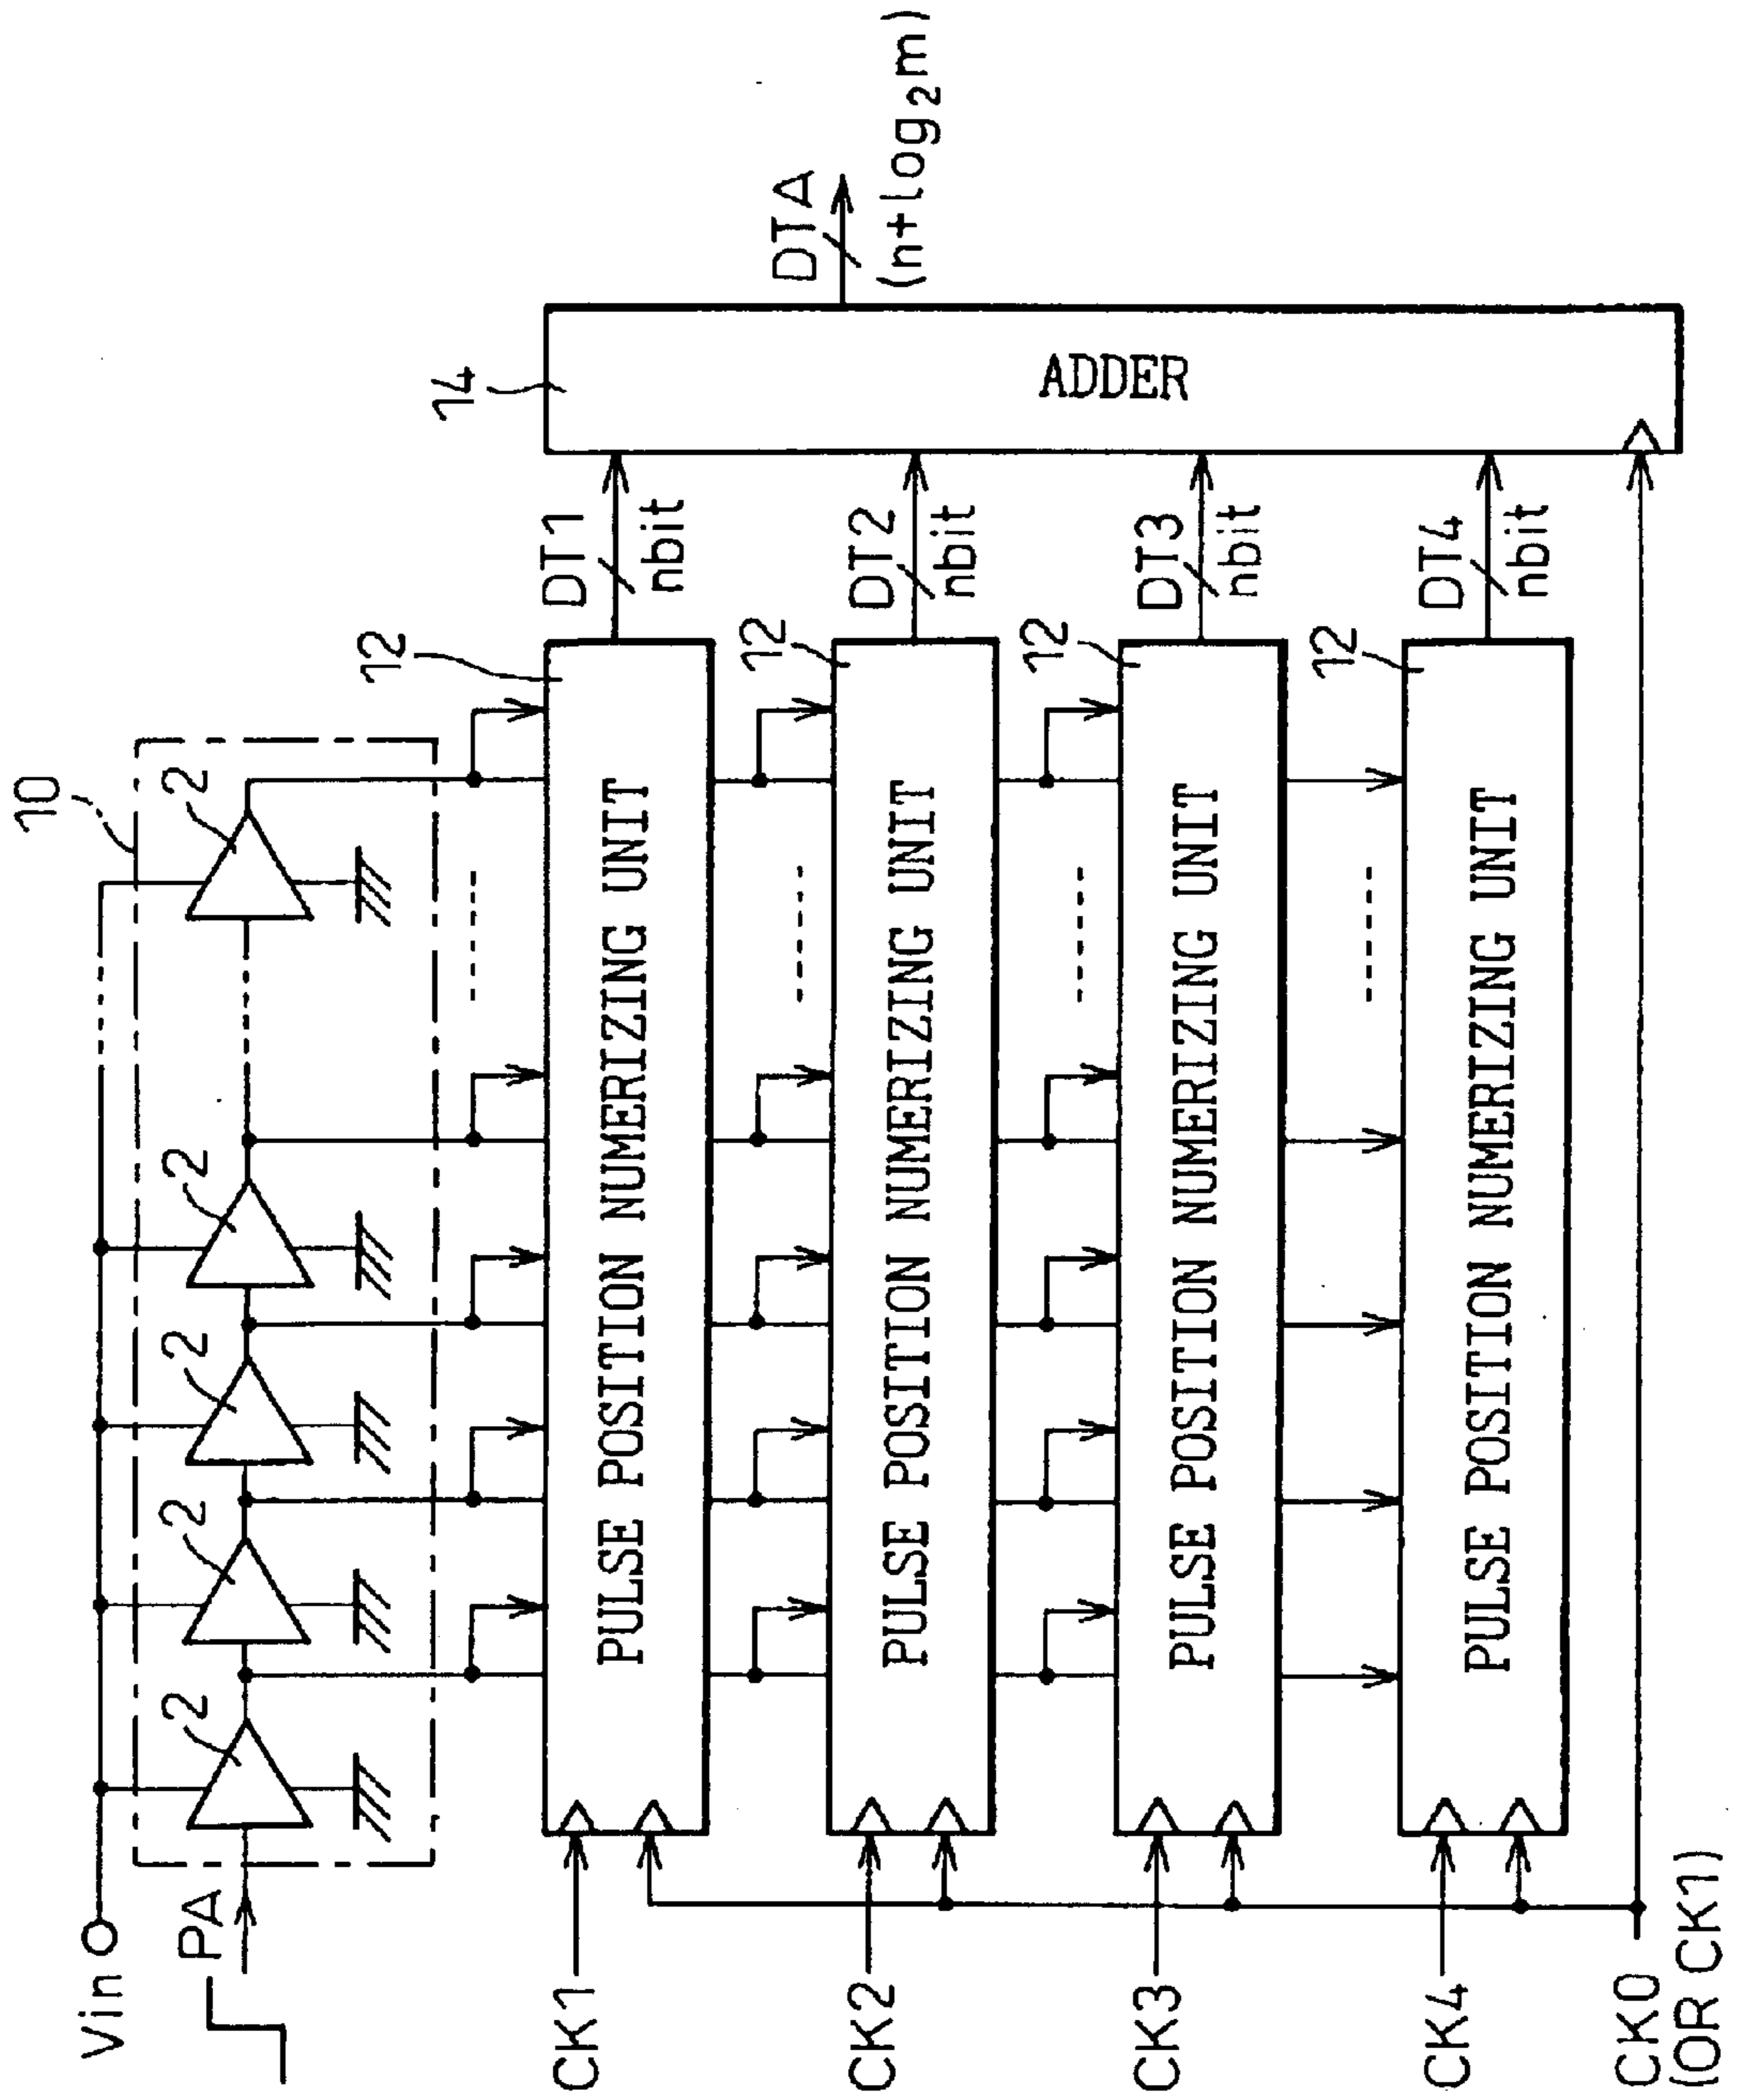 10
Vin
PA
2
2
2
2
2
12
CK1
PULSE POSITION NUMERIZING UNIT
DT1
nbit
12
CK2
PULSE POSITION NUMERIZING UNIT
DT2
nbit
12
CK3
PULSE POSITION NUMERIZING UNIT
DT3
nbit
12
CK4
PULSE POSITION NUMERIZING UNIT
DT4
nbit
CK0
(OR CK1)
14
ADDER
DTA
(n+log2m)